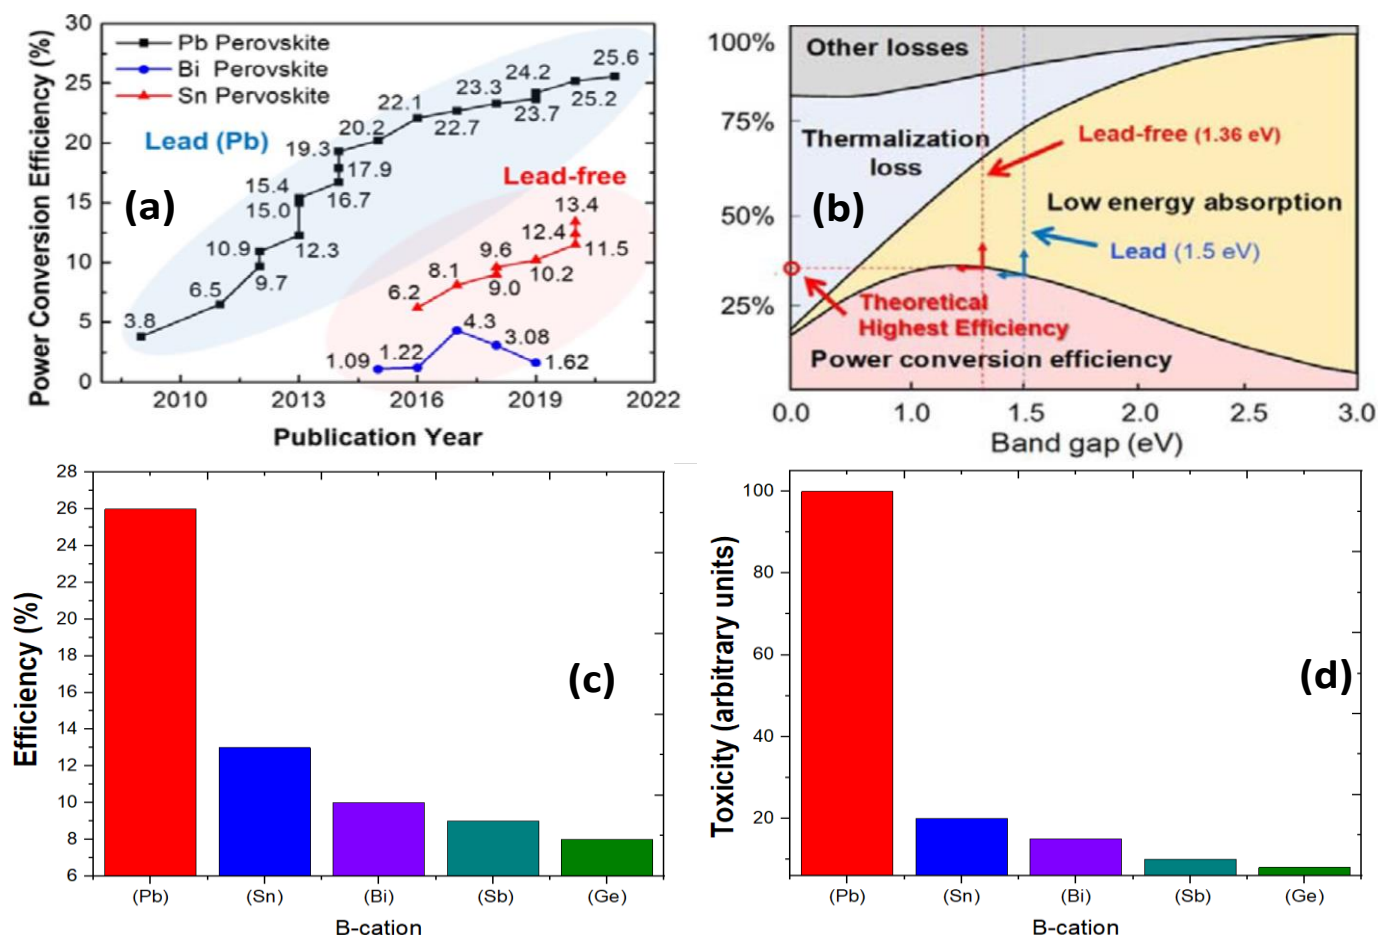 Power Conversion Efficiency (%)
30
25
20
15
10
5
0
Pb Perovskite
Bi Perovskite
Sn Pervoskite
Lead (Pb)
Lead-free
(a)
3.8
6.5
10.9
9.7
15.4
15.0
12.3
19.3
17.9
16.7
20.2
22.1
22.7
23.3
24.2
23.7
25.2
25.6
6.2
8.1
9.6
9.0
10.2
13.4
12.4
11.5
1.09
1.22
4.3
3.08
1.62
2010
2013
2016
2019
2022
Publication Year
100%
75%
50%
25%
Other losses
Thermalization
loss
Lead-free (1.36 eV)
(b)
Low energy absorption
Lead (1.5 eV)
Theoretical
Highest Efficiency
Power conversion efficiency
0.0
1.0
1.5
2.0
2.5
3.0
Band gap (eV)
Efficiency (%)
28
26
24
22
20
18
16
14
12
10
8
6
(c)
(Pb)
(Sn)
(Bi)
(Sb)
(Ge)
B-cation
Toxicity (arbitrary units)
100
80
60
40
20
(d)
(Pb)
(Sn)
(Bi)
(Sb)
(Ge)
B-cation